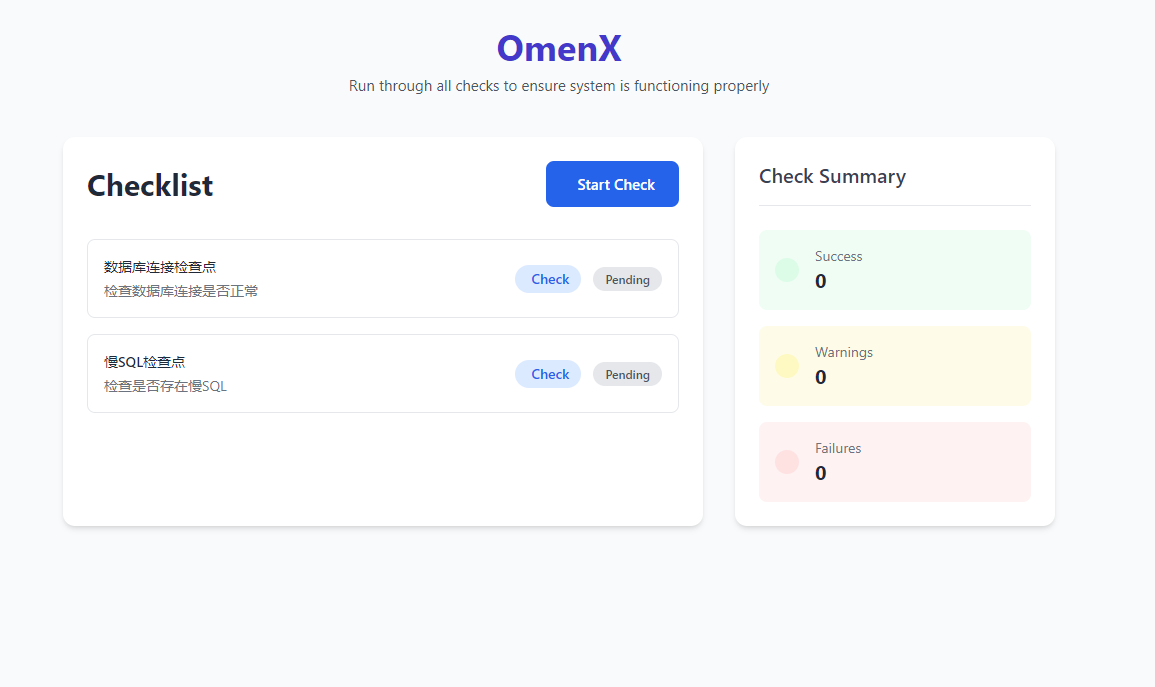 OmenX
Run through all checks to ensure system is functioning properly
Checklist
Start Check
数据库连接检查点
检查数据库连接是否正常
Check
Pending
慢SQL检查点
检查是否存在慢SQL
Check
Pending
Check Summary
Success
0
Warnings
0
Failures
0